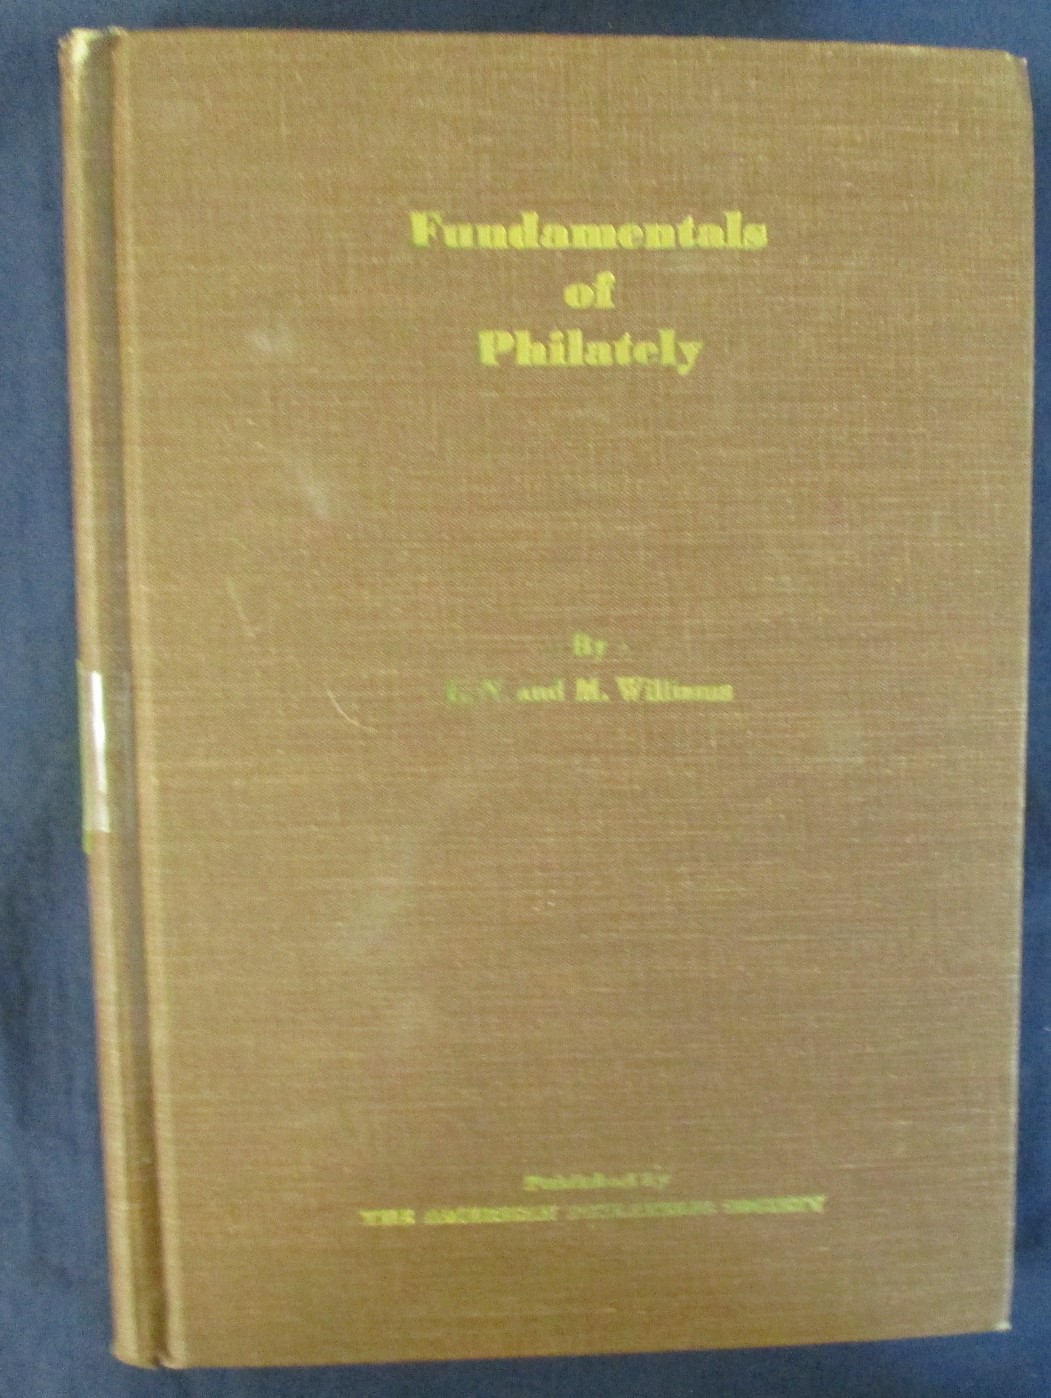 Fundamentals
of
Philately
By
L. N. and M. Williams
Published by
THE AMERICAN PHILATELIC SOCIETY